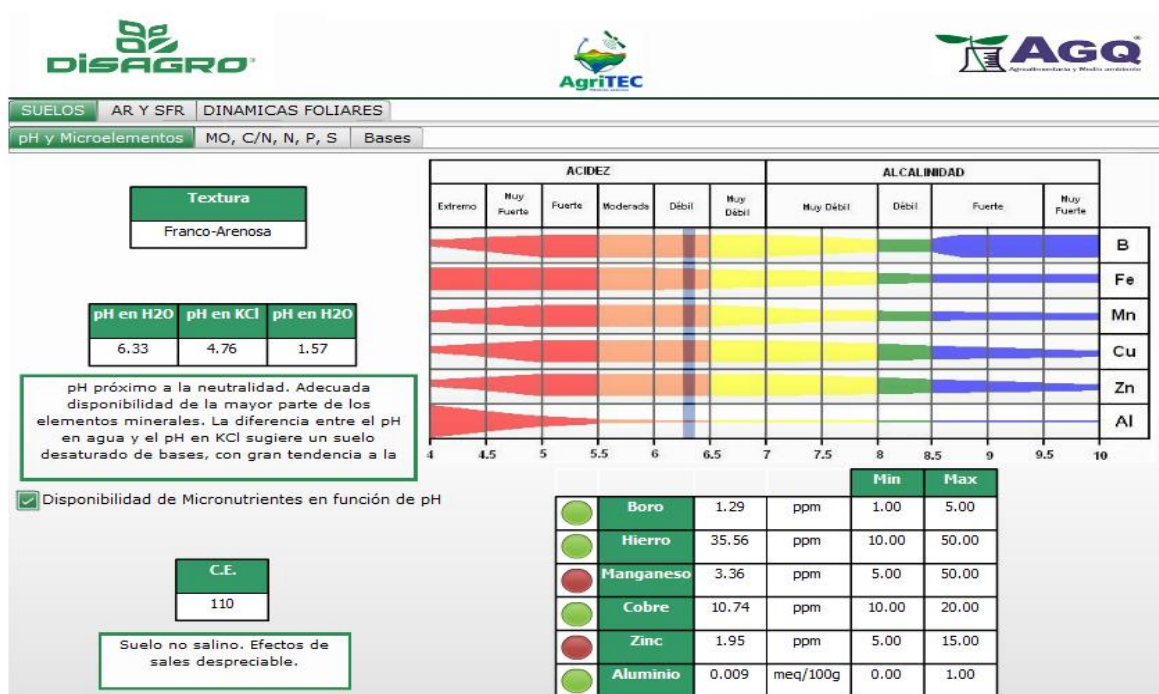 DISAGRO
AgriTEC
AGQ
Agroalimentaria y Medio ambiente
SUELOS AR Y SFR DINAMICAS FOLIARES
pH y Microelementos MO, C/N, N, P, S Bases
Textura
Franco-Arenosa
pH en H2O pH en KCl pH en H2O
6.33 4.76 1.57
pH próximo a la neutralidad. Adecuada
disponibilidad de la mayor parte de los
elementos minerales. La diferencia entre el pH
en agua y el pH en KCl sugiere un suelo
desaturado de bases, con gran tendencia a la
Disponibilidad de Micronutrientes en función de pH
C.E.
110
Suelo no salino. Efectos de
sales despreciable.
ACIDEZ ALCALINIDAD
Extremo Muy Fuerte Fuerte Moderada Débil Muy Débil Muy Débil Débil Fuerte Muy Fuerte
B
Fe
Mn
Cu
Zn
Al
4 4.5 5 5.5 6 6.5 7 7.5 8 8.5 9 9.5 10
Min Max
Boro 1.29 ppm 1.00 5.00
Hierro 35.56 ppm 10.00 50.00
Manganeso 3.36 ppm 5.00 50.00
Cobre 10.74 ppm 10.00 20.00
Zinc 1.95 ppm 5.00 15.00
Aluminio 0.009 meq/100g 0.00 1.00